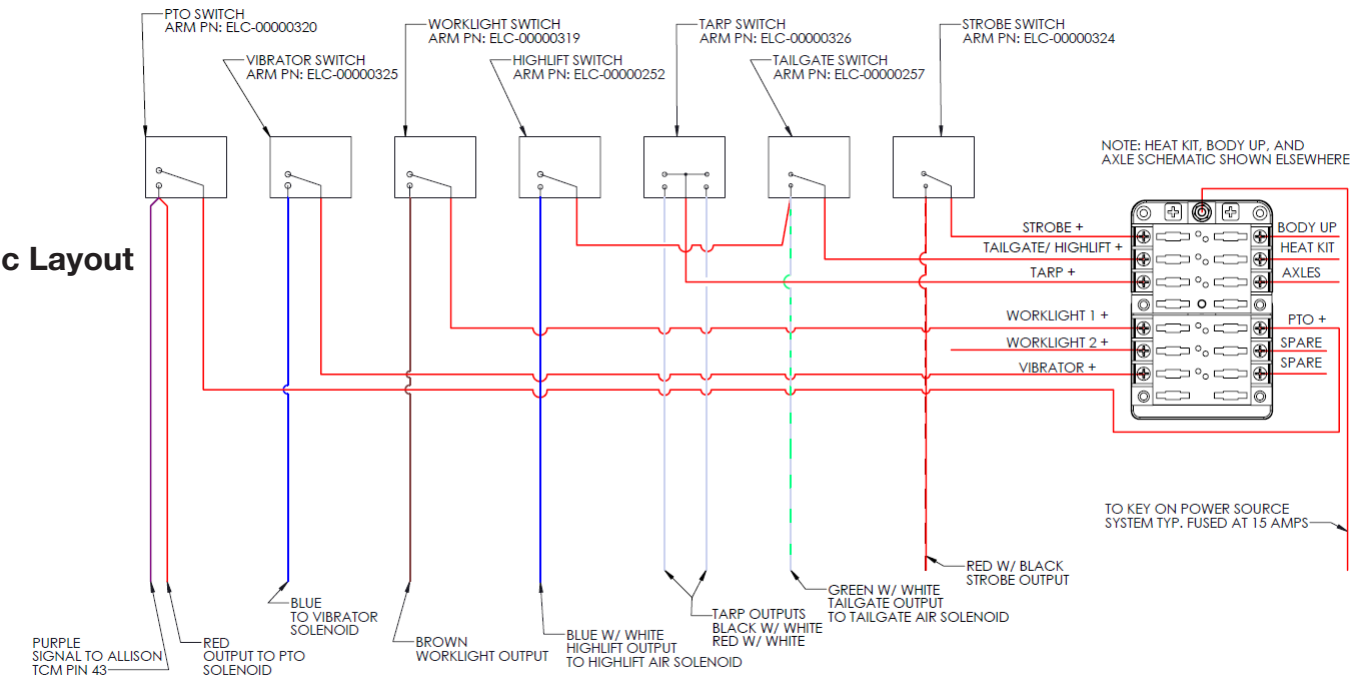 PTO SWITCH
ARM PN: ELC-00000320
VIBRATOR SWITCH
ARM PN: ELC-00000325
WORKLIGHT SWTICH
ARM PN: ELC-00000319
HIGHLIFT SWITCH
ARM PN: ELC-00000252
TARP SWITCH
ARM PN: ELC-00000326
TAILGATE SWITCH
ARM PN: ELC-00000257
STROBE SWITCH
ARM PN: ELC-00000324
NOTE: HEAT KIT, BODY UP, AND
AXLE SCHEMATIC SHOWN ELSEWHERE
c Layout
STROBE +
TAILGATE/ HIGHLIFT +
TARP +
WORKLIGHT 1 +
WORKLIGHT 2 +
VIBRATOR +
BODY UP
HEAT KIT
AXLES
PTO +
SPARE
SPARE
TO KEY ON POWER SOURCE
SYSTEM TYP. FUSED AT 15 AMPS
PURPLE
SIGNAL TO ALLISON
TCM PIN 43
RED
OUTPUT TO PTO
SOLENOID
BLUE
TO VIBRATOR
SOLENOID
BROWN
WORKLIGHT OUTPUT
BLUE W/ WHITE
HIGHLIFT OUTPUT
TO HIGHLIFT AIR SOLENOID
TARP OUTPUTS
BLACK W/ WHITE
RED W/ WHITE
GREEN W/ WHITE
TAILGATE OUTPUT
TO TAILGATE AIR SOLENOID
RED W/ BLACK
STROBE OUTPUT